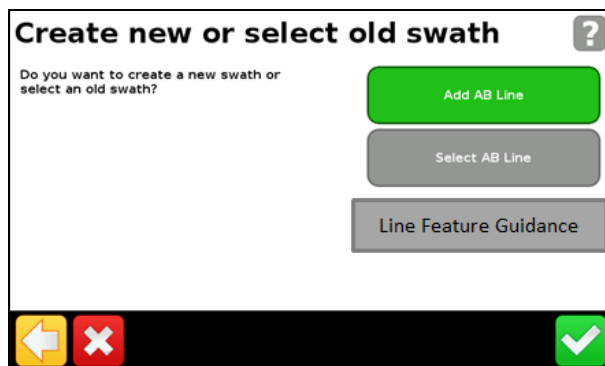 Create new or select old swath
?
Do you want to create a new swath or
select an old swath?
Add AB Line
Select AB Line
Line Feature Guidance